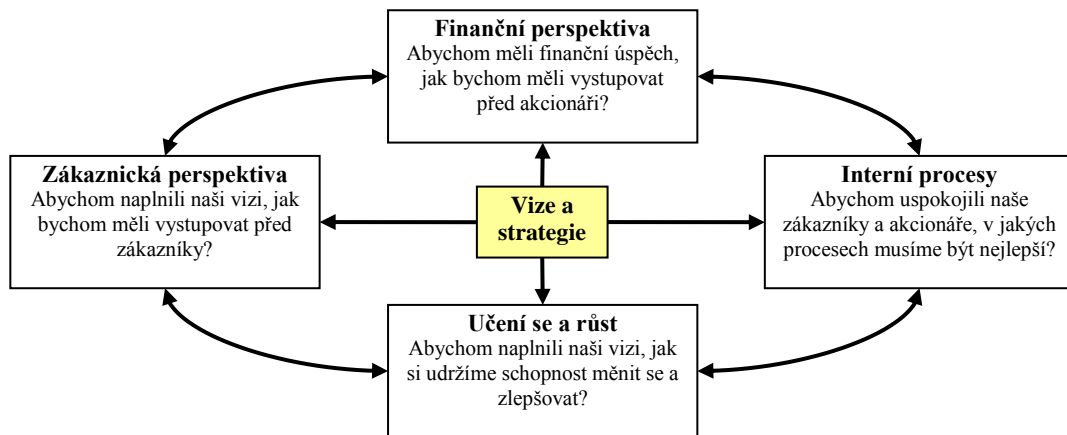 Finanční perspektiva
Abychom měli finanční úspěch,
jak bychom měli vystupovat
před akcionáři?
Zákaznická perspektiva
Abychom naplnili naši vizi, jak
bychom měli vystupovat před
zákazníky?
Vize a
strategie
Interní procesy
Abychom uspokojili naše
zákazníky a akcionáře, v jakých
procesech musíme být nejlepší?
Učení se a růst
Abychom naplnili naši vizi, jak
si udržíme schopnost měnit se a
zlepšovat?